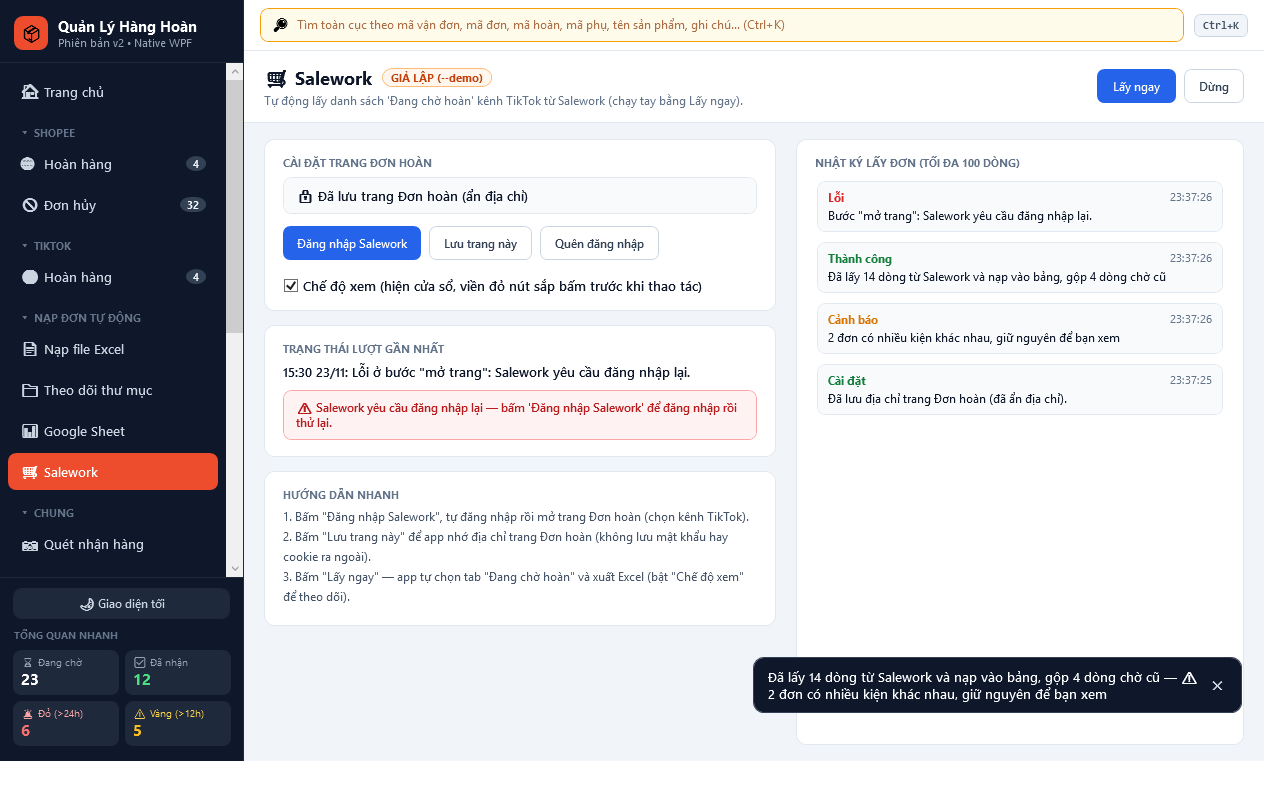 Quản Lý Hàng Hoàn
Phiên bản v2 • Native WPF
Trang chủ
SHOPEE
Hoàn hàng 4
Đơn hủy 32
TIKTOK
Hoàn hàng 4
NẠP ĐƠN TỰ ĐỘNG
Nạp file Excel
Theo dõi thư mục
Google Sheet
Salework
CHUNG
Quét nhận hàng
Giao diện tối
TỔNG QUAN NHANH
Đang chờ
23
Đã nhận
12
Đỏ (>24h)
6
Vàng (>12h)
5
Tìm toàn cục theo mã vận đơn, mã đơn, mã hoàn, mã phụ, tên sản phẩm, ghi chú... (Ctrl+K)
Ctrl+K
Salework GIẢ LẬP (--demo)
Tự động lấy danh sách 'Đang chờ hoàn' kênh TikTok từ Salework (chạy tay bằng Lấy ngay).
Lấy ngay
Dừng
CÀI ĐẶT TRANG ĐƠN HOÀN
Đã lưu trang Đơn hoàn (ẩn địa chỉ)
Đăng nhập Salework
Lưu trang này
Quên đăng nhập
Chế độ xem (hiện cửa sổ, viền đỏ nút sắp bấm trước khi thao tác)
TRẠNG THÁI LƯỢT GẦN NHẤT
15:30 23/11: Lỗi ở bước "mở trang": Salework yêu cầu đăng nhập lại.
Salework yêu cầu đăng nhập lại — bấm 'Đăng nhập Salework' để đăng nhập rồi
thử lại.
HƯỚNG DẪN NHANH
1. Bấm "Đăng nhập Salework", tự đăng nhập rồi mở trang Đơn hoàn (chọn kênh TikTok).
2. Bấm "Lưu trang này" để app nhớ địa chỉ trang Đơn hoàn (không lưu mật khẩu hay
cookie ra ngoài).
3. Bấm "Lấy ngay" — app tự chọn tab "Đang chờ hoàn" và xuất Excel (bật "Chế độ xem"
để theo dõi).
NHẬT KÝ LẤY ĐƠN (TỐI ĐA 100 DÒNG)
Lỗi 23:37:26
Bước "mở trang": Salework yêu cầu đăng nhập lại.
Thành công 23:37:26
Đã lấy 14 dòng từ Salework và nạp vào bảng, gộp 4 dòng chờ cũ
Cảnh báo 23:37:26
2 đơn có nhiều kiện khác nhau, giữ nguyên để bạn xem
Cài đặt 23:37:25
Đã lưu địa chỉ trang Đơn hoàn (đã ẩn địa chỉ).
Đã lấy 14 dòng từ Salework và nạp vào bảng, gộp 4 dòng chờ cũ — ⚠
2 đơn có nhiều kiện khác nhau, giữ nguyên để bạn xem